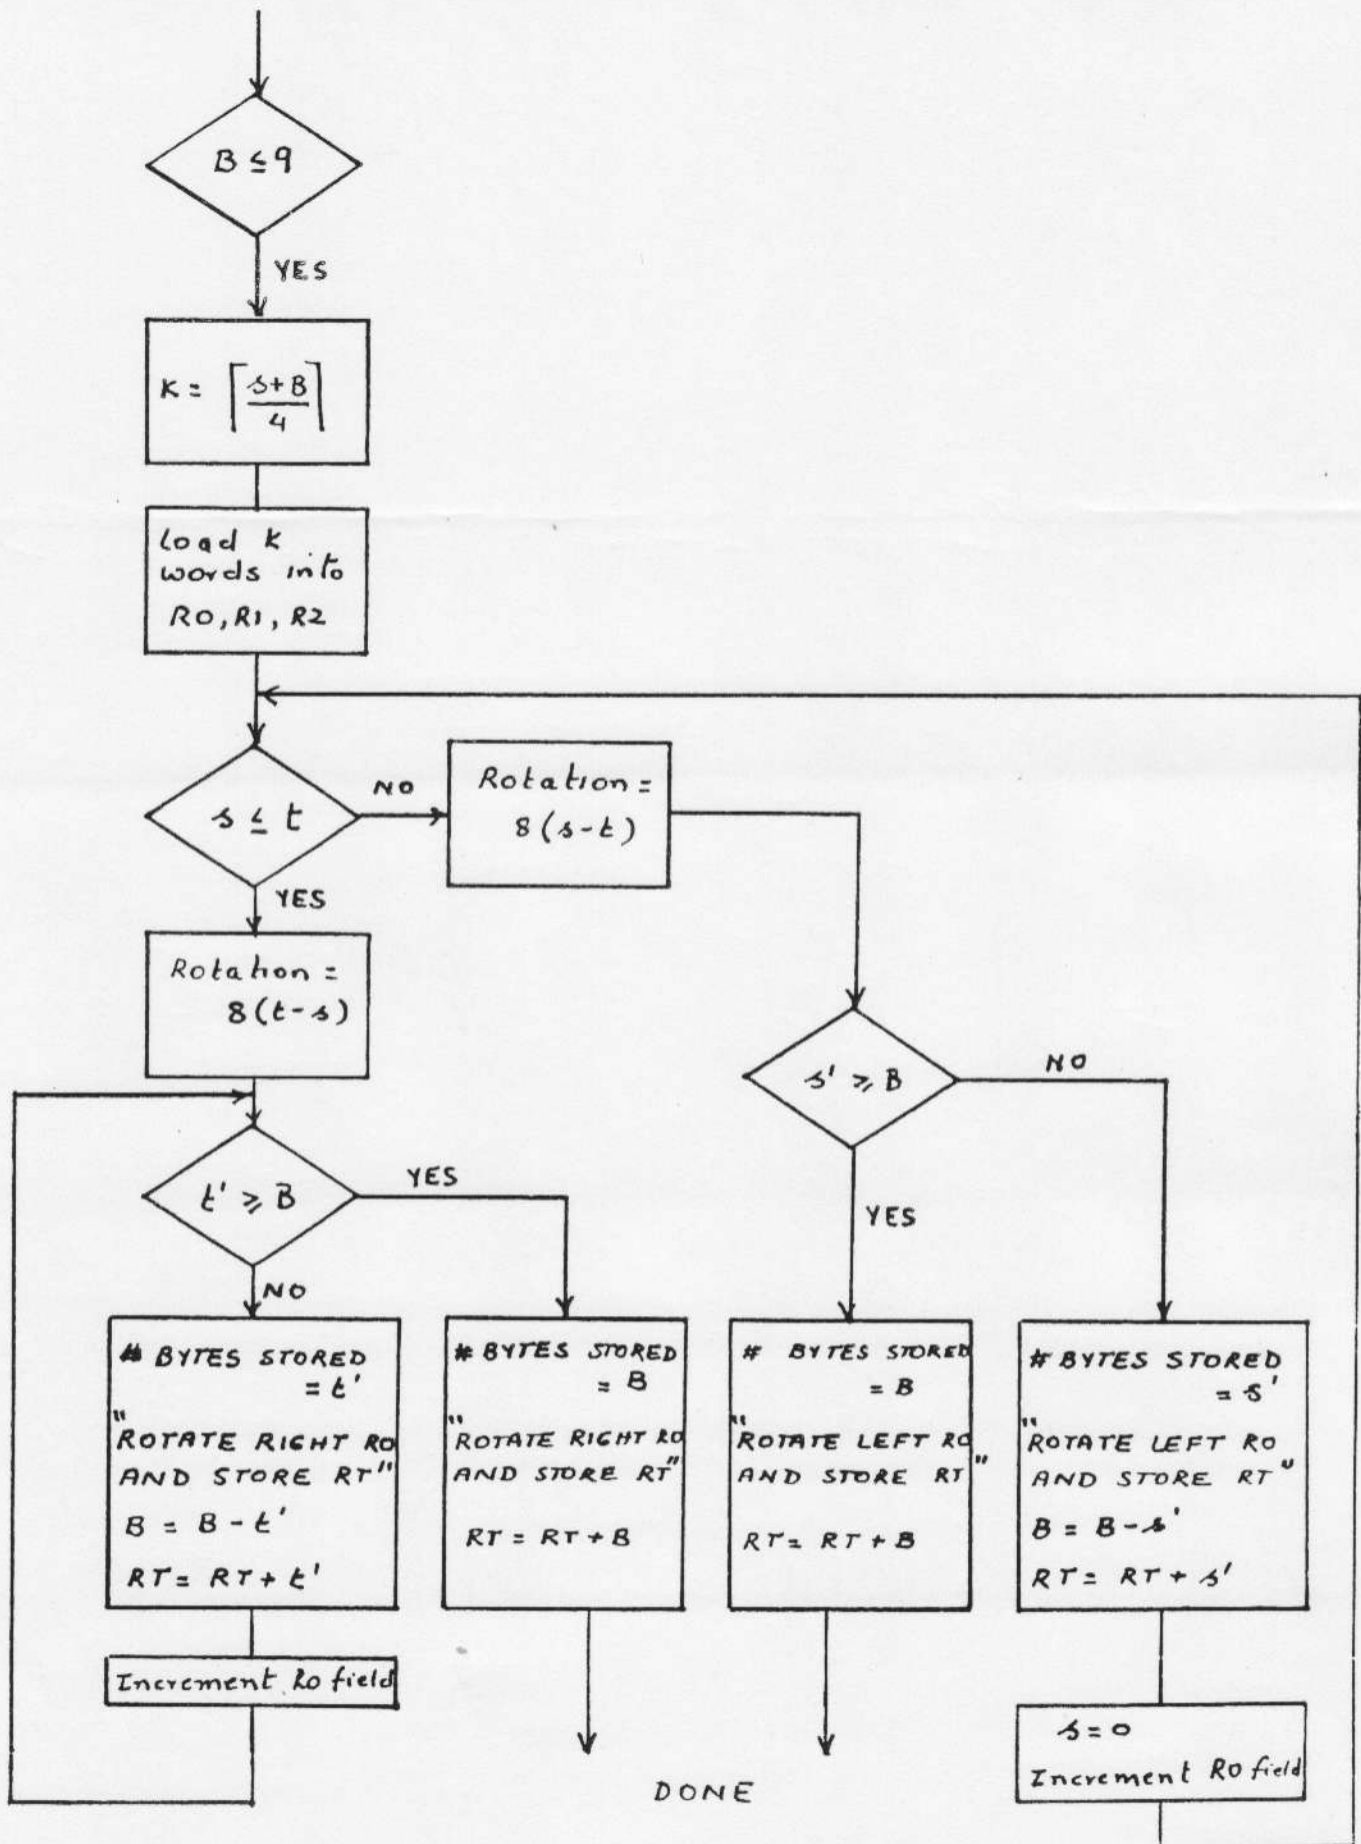 B ≤ 9
YES
K = ⌈ s+B / 4 ⌉
Load K
words into
R0, R1, R2
s ≤ t
NO
Rotation =
8 (s-t)
YES
Rotation =
8 (t-s)
s' ≥ B
NO
YES
t' ≥ B
YES
NO
# BYTES STORED
= t'
"ROTATE RIGHT R0
AND STORE RT"
B = B - t'
RT = RT + t'
Increment R0 field
# BYTES STORED
= B
"ROTATE RIGHT R0
AND STORE RT"
RT = RT + B
# BYTES STORED
= B
"ROTATE LEFT R0
AND STORE RT"
RT = RT + B
# BYTES STORED
= s'
"ROTATE LEFT R0
AND STORE RT"
B = B - s'
RT = RT + s'
s = 0
Increment R0 field
DONE